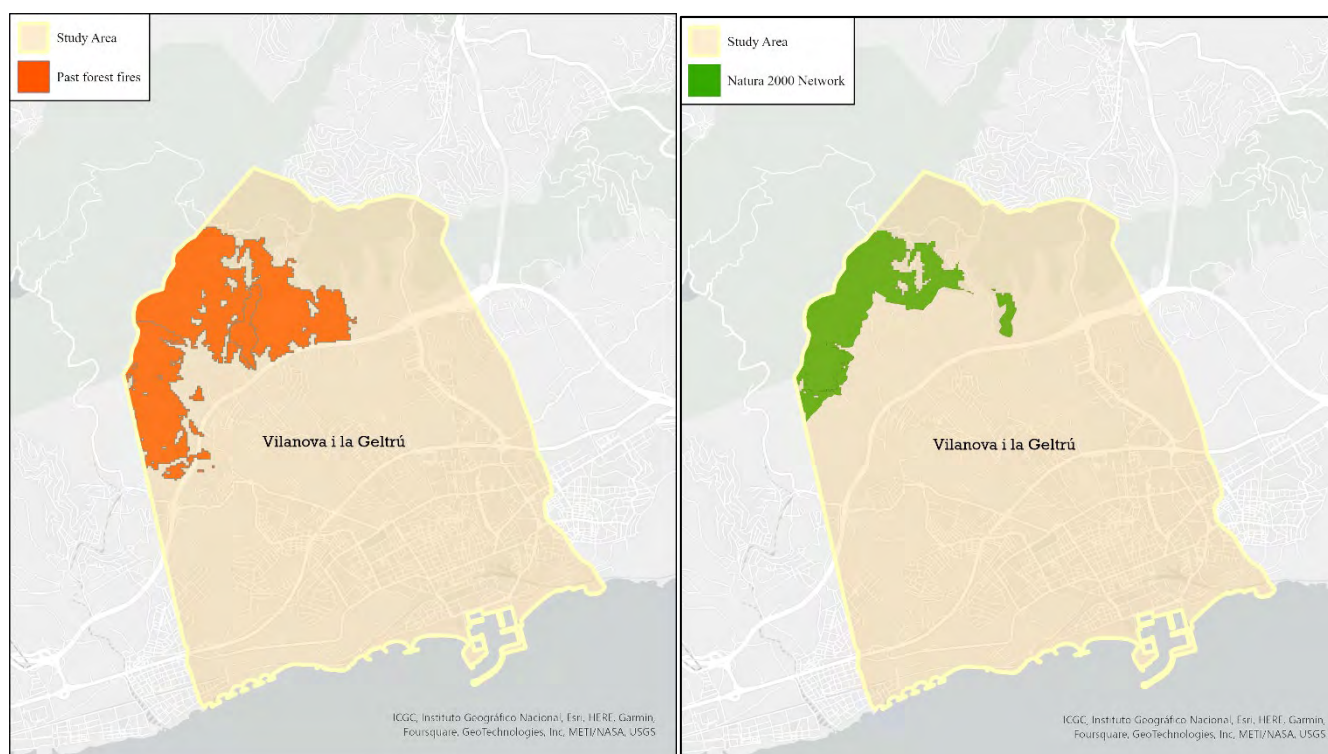 Study Area
Past forest fires
Vilanova i la Geltrú
ICGC, Instituto Geográfico Nacional, Esri, HERE, Garmin,
Foursquare, GeoTechnologies, Inc, METI/NASA, USGS
Study Area
Natura 2000 Network
Vilanova i la Geltrú
ICGC, Instituto Geográfico Nacional, Esri, HERE, Garmin,
Foursquare, GeoTechnologies, Inc, METI/NASA, USGS